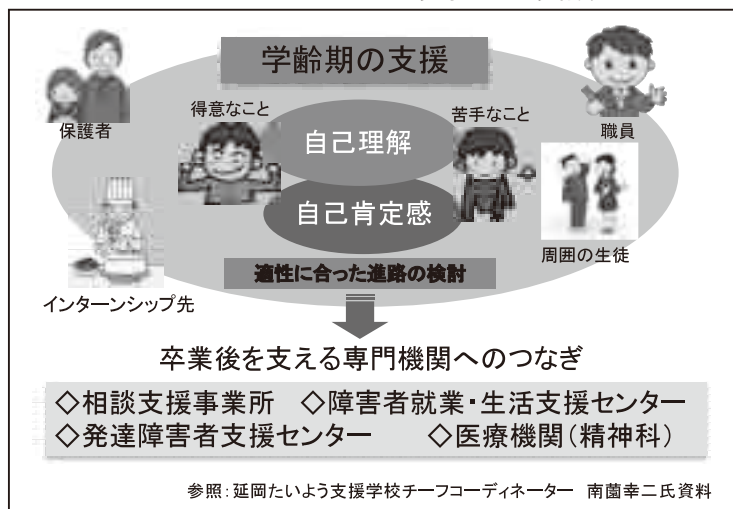 学齢期の支援
保護者
得意なこと
苦手なこと
職員
自己理解
自己肯定感
周囲の生徒
インターンシップ先
適性に合った進路の検討
卒業後を支える専門機関へのつなぎ
◇相談支援事業所 ◇障害者就業・生活支援センター
◇発達障害者支援センター ◇医療機関(精神科)
参照:延岡たいよう支援学校チーフコーディネーター 南薗幸二氏資料